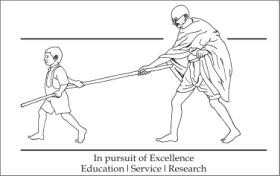 In pursuit of Excellence
Education | Service | Research